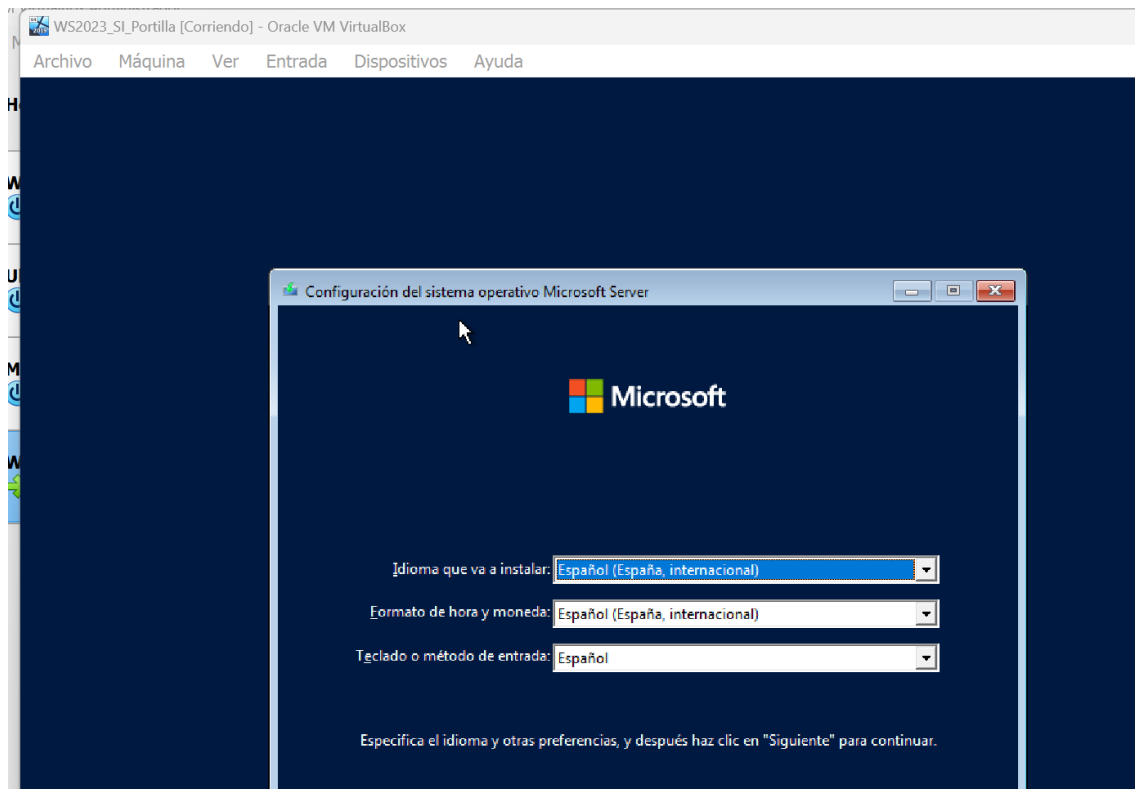 WS2023_SI_Portilla [Corriendo] - Oracle VM VirtualBox
Archivo Máquina Ver Entrada Dispositivos Ayuda
Configuración del sistema operativo Microsoft Server
Microsoft
Idioma que va a instalar: Español (España, internacional)
Formato de hora y moneda: Español (España, internacional)
Teclado o método de entrada: Español
Especifica el idioma y otras preferencias, y después haz clic en "Siguiente" para continuar.